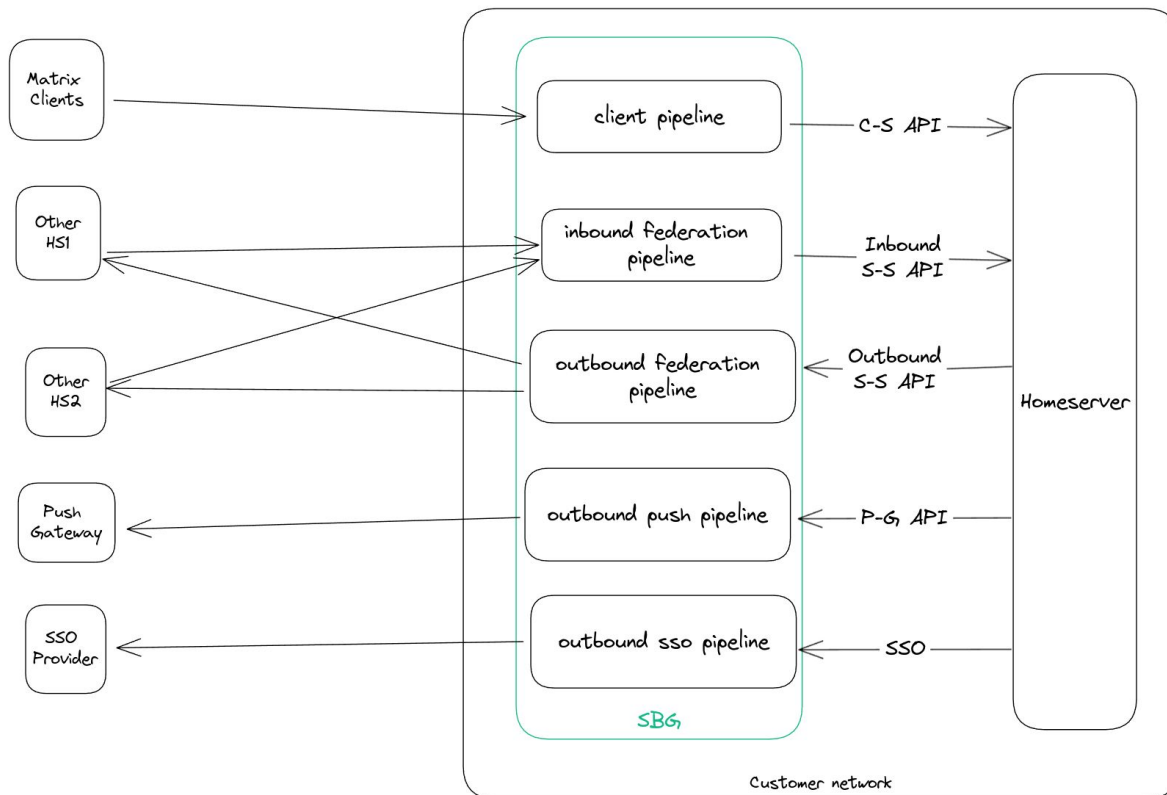 Matrix
Clients
client pipeline
C-S API
Other
HS1
inbound federation
pipeline
Inbound
S-S API
Other
HS2
outbound federation
pipeline
Outbound
S-S API
Homeserver
Push
Gateway
outbound push pipeline
P-G API
SSO
Provider
outbound sso pipeline
SSO
SBG
Customer network